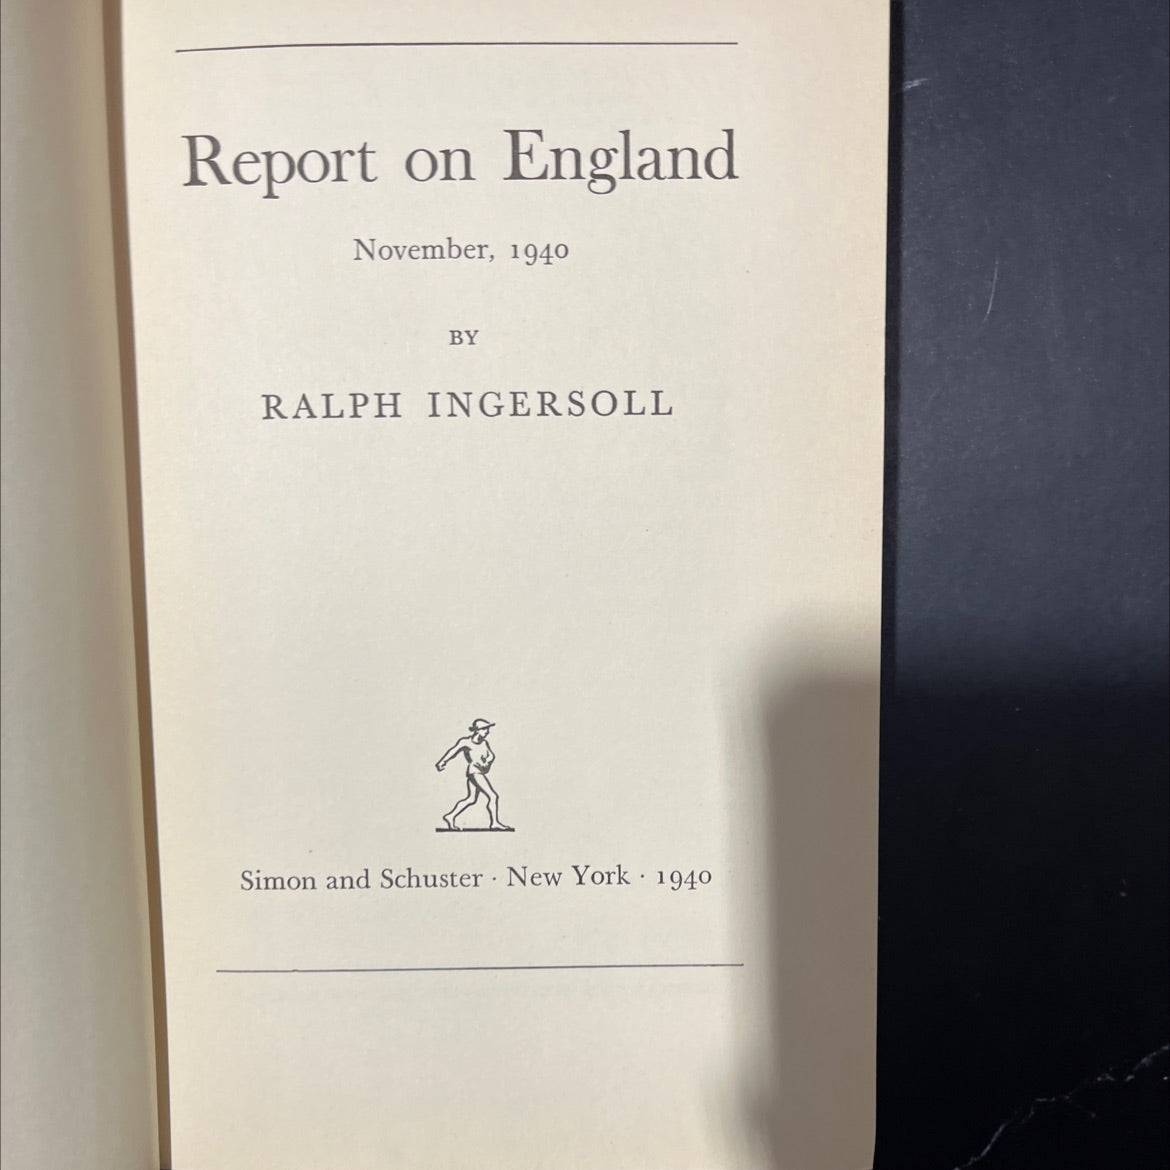 Report on England
November, 1940
BY
RALPH INGERSOLL
Simon and Schuster · New York · 1940